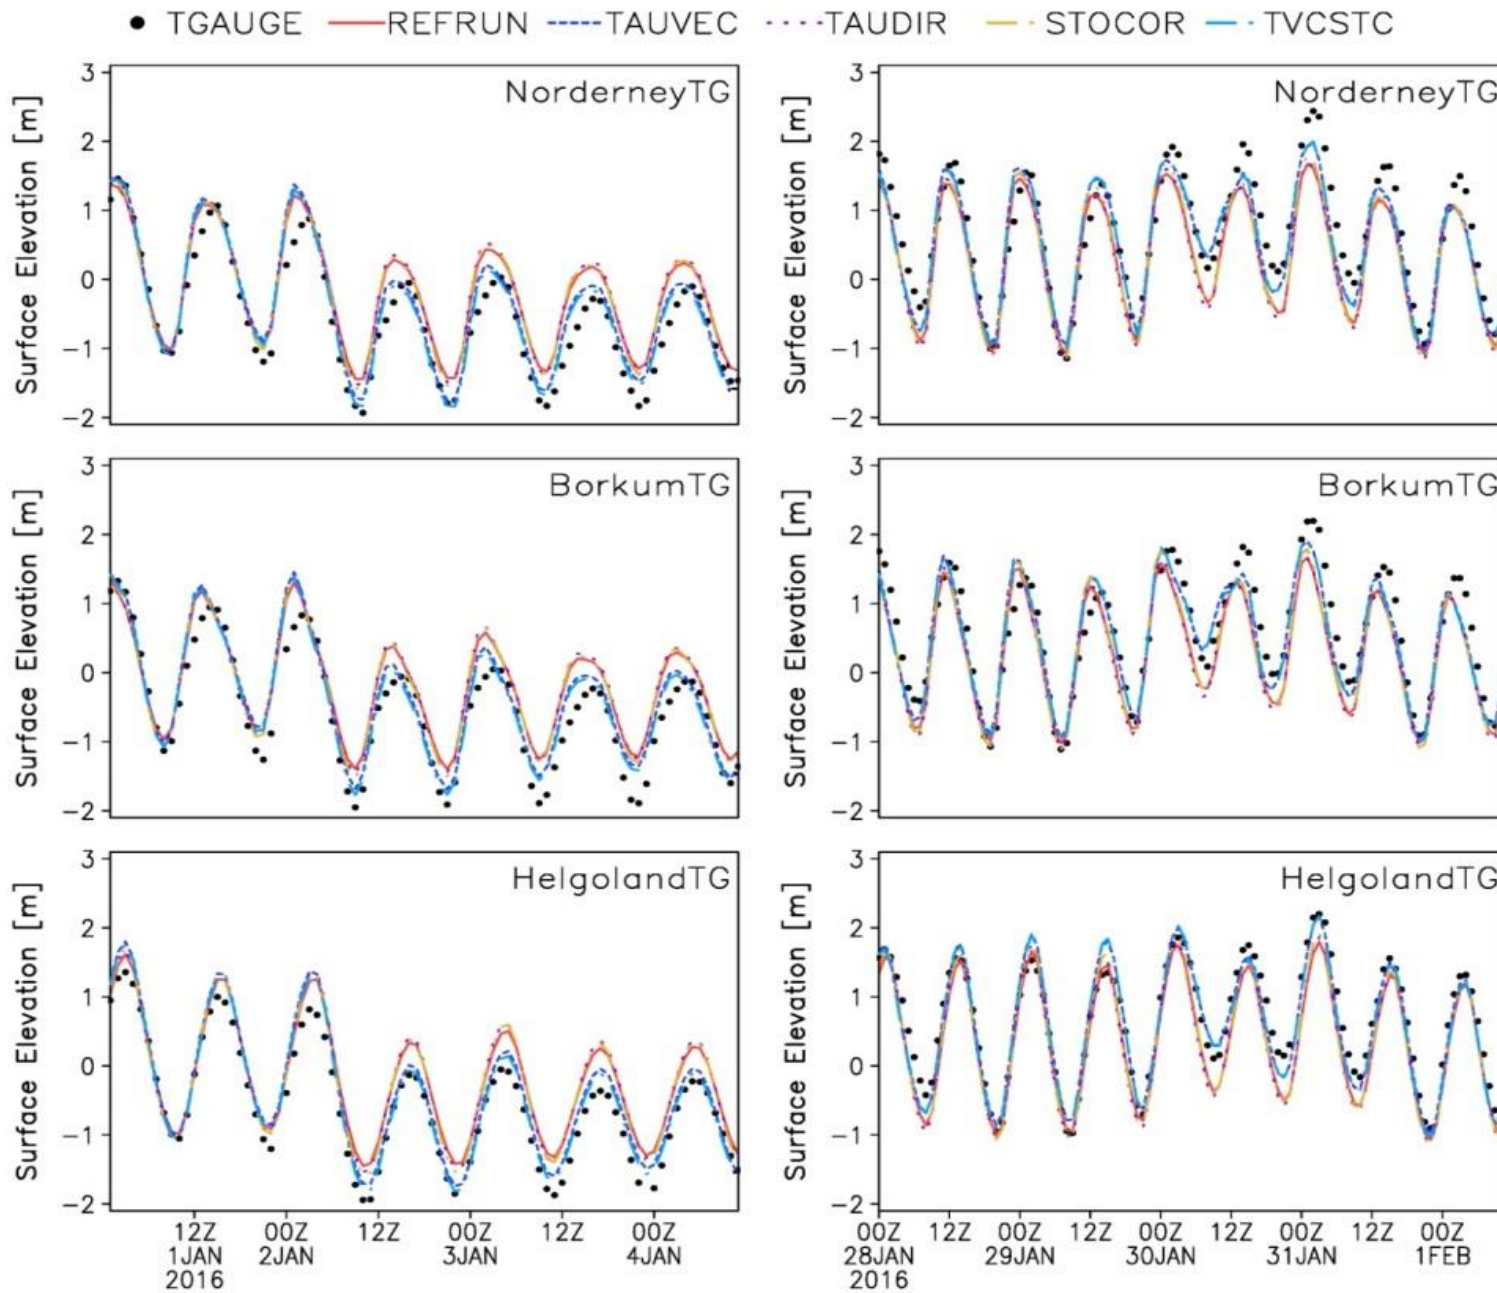 TGAUGE REFRUN TAUVEC TAUDIR STOCOR TVCSTC
Surface Elevation [m]
3
2
1
0
−1
−2
NorderneyTG
Surface Elevation [m]
3
2
1
0
−1
−2
NorderneyTG
Surface Elevation [m]
3
2
1
0
−1
−2
BorkumTG
Surface Elevation [m]
3
2
1
0
−1
−2
BorkumTG
Surface Elevation [m]
3
2
1
0
−1
−2
HelgolandTG
12Z 00Z 12Z 00Z 12Z 00Z
1JAN 2JAN 3JAN 4JAN
2016
Surface Elevation [m]
3
2
1
0
−1
−2
HelgolandTG
00Z 12Z 00Z 12Z 00Z 12Z 00Z 12Z 00Z
28JAN 29JAN 30JAN 31JAN 1FEB
2016